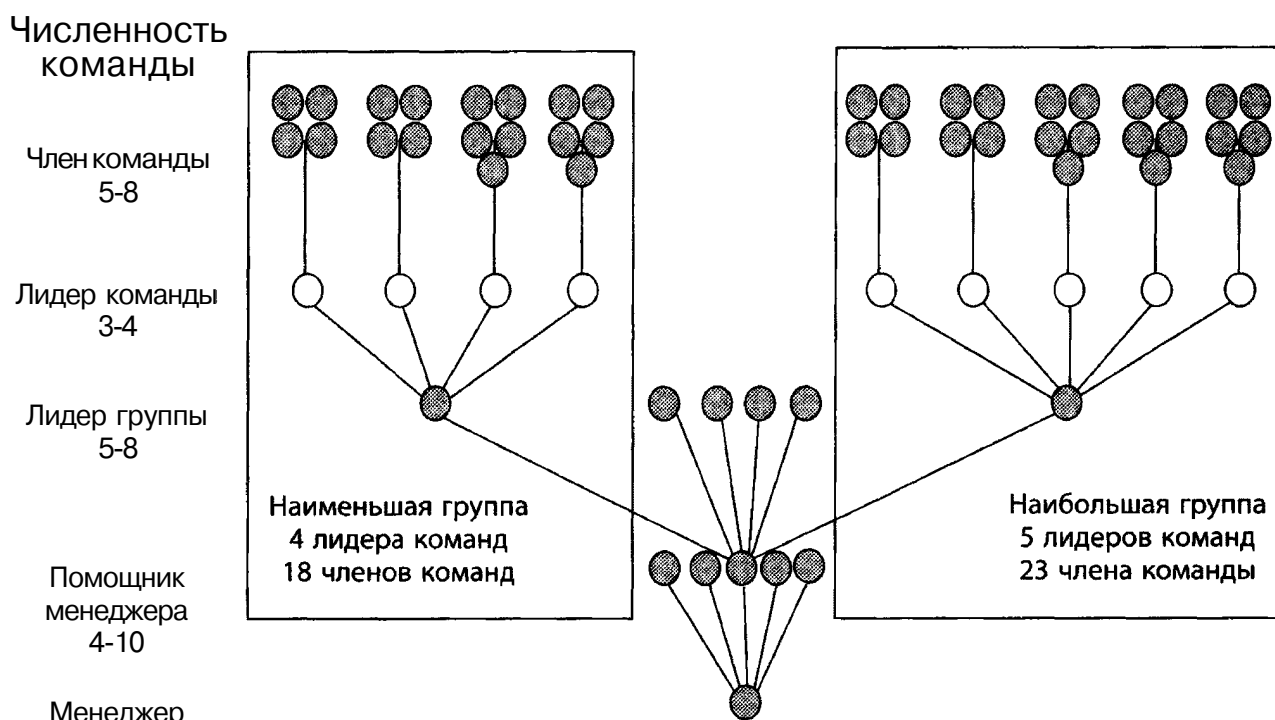 Численность
команды
Член команды
5-8
Лидер команды
3-4
Лидер группы
5-8
Помощник
менеджера
4-10
Менеджер
Наименьшая группа
4 лидера команд
18 членов команд
Наибольшая группа
5 лидеров команд
23 члена команды